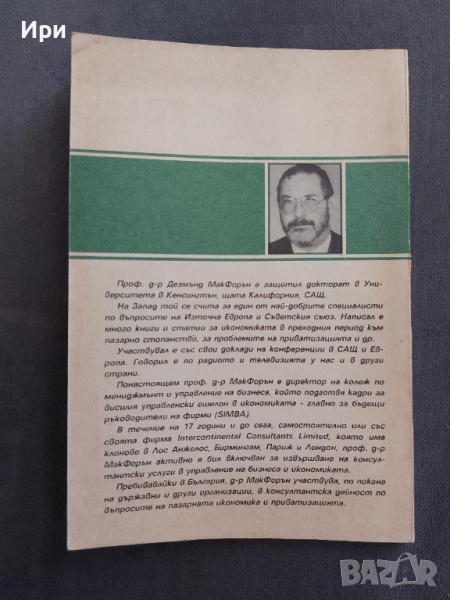 Ири
Проф. д-р Дезмънд МакФорън е защитил докторат в Уни-
верситета в Кенсингтън, щата Калифорния, САЩ.
На Запад той се счита за един от най-добрите специалисти
по въпросите на Източна Европа и Съветския съюз. Написал е
много книги и статии за икономиката в преходния период към
пазарно стопанство, за проблемите на приватизацията и др.
Участвувал е със свои доклади на конференции в САЩ и Ев-
ропа. Говорил е по радиото и телевизията у нас и в други
страни.
Понастоящем проф. д-р МакФорън е директор на колеж по
мениджмънт и управление на бизнеса, който подготвя кадри за
висшия управленски ешелон в икономиката - главно за бъдещи
ръководители на фирми (SIMBA).
В течение на 17 години и до сега, самостоятелно или със
своята фирма Intercontinental Consultants Limited, която има
клонове в Лос Анжолос, Бирмингам, Париж и Лондон, проф. д-р
МакФорън активно е бил включван за извършване на консул-
тантски услуги в управление на бизнеса и икономиката.
Пребивавайки в България, д-р МакФорън участвува, по покана
на държавни и други организации, в консултантска дейност по
въпросите на пазарната икономика и приватизацията.
BAZAR